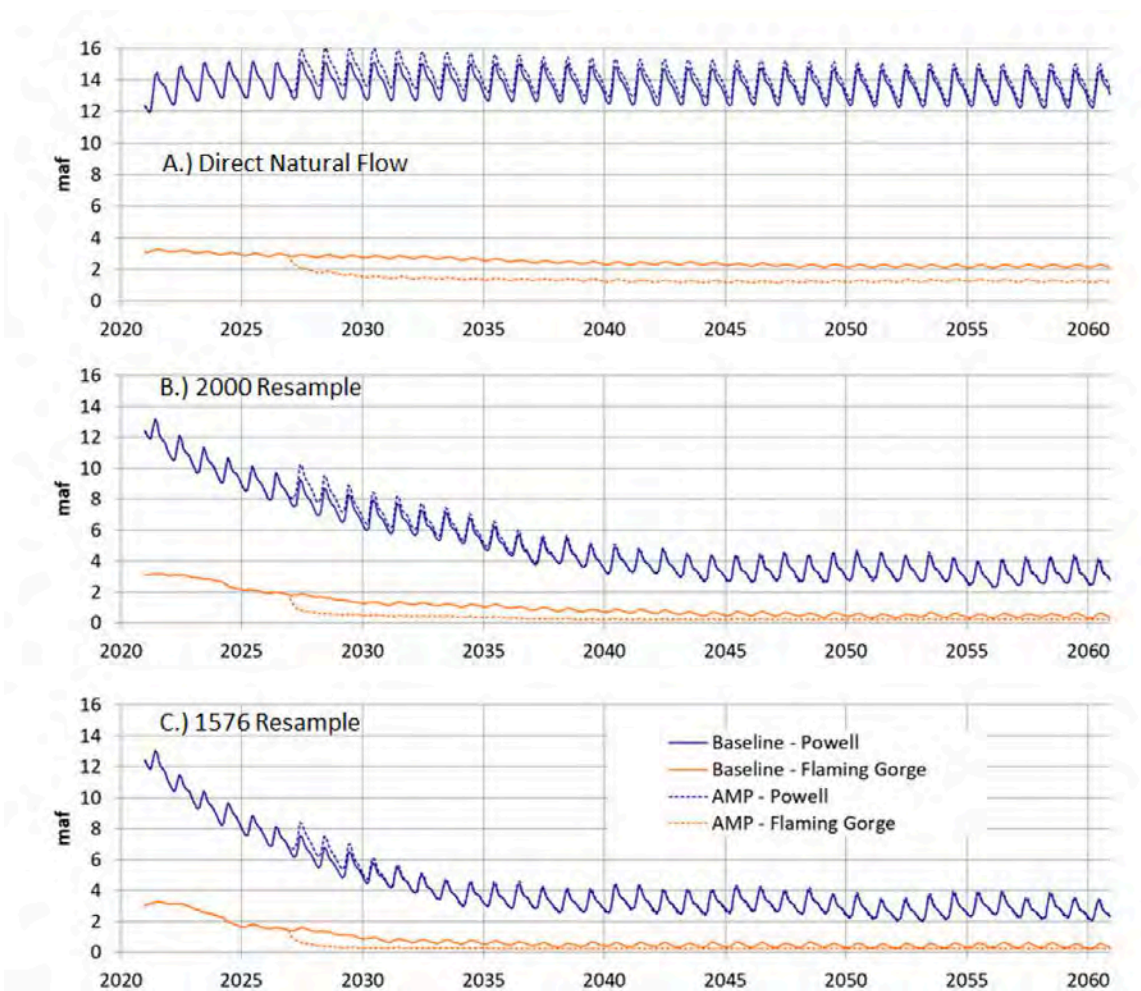 16
14
12
10
8
6
4
2
0
maf
A.) Direct Natural Flow
2020 2025 2030 2035 2040 2045 2050 2055 2060
16
14
12
10
8
6
4
2
0
maf
B.) 2000 Resample
2020 2025 2030 2035 2040 2045 2050 2055 2060
16
14
12
10
8
6
4
2
0
maf
C.) 1576 Resample
Baseline - Powell
Baseline - Flaming Gorge
AMP - Powell
AMP - Flaming Gorge
2020 2025 2030 2035 2040 2045 2050 2055 2060